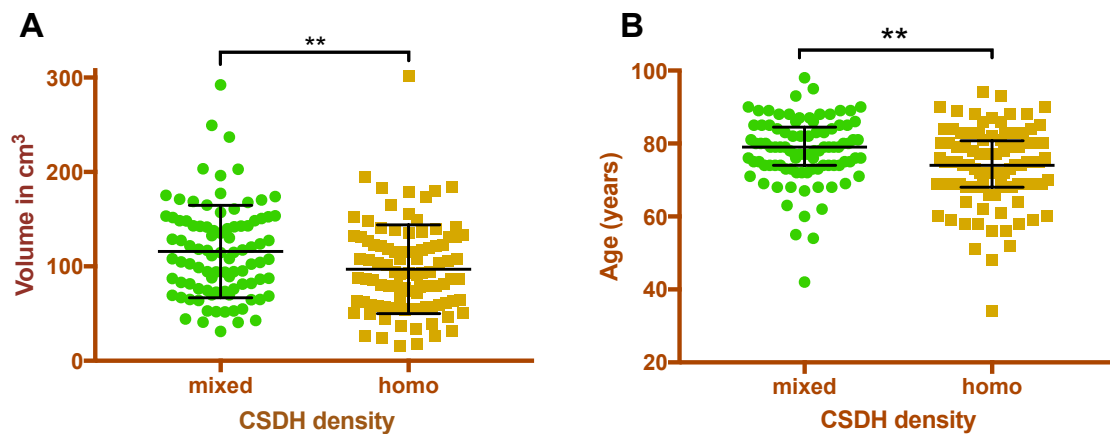 A
**
Volume in cm³
300
200
100
0
mixed
homo
CSDH density
B
**
Age (years)
100
80
60
40
20
mixed
homo
CSDH density